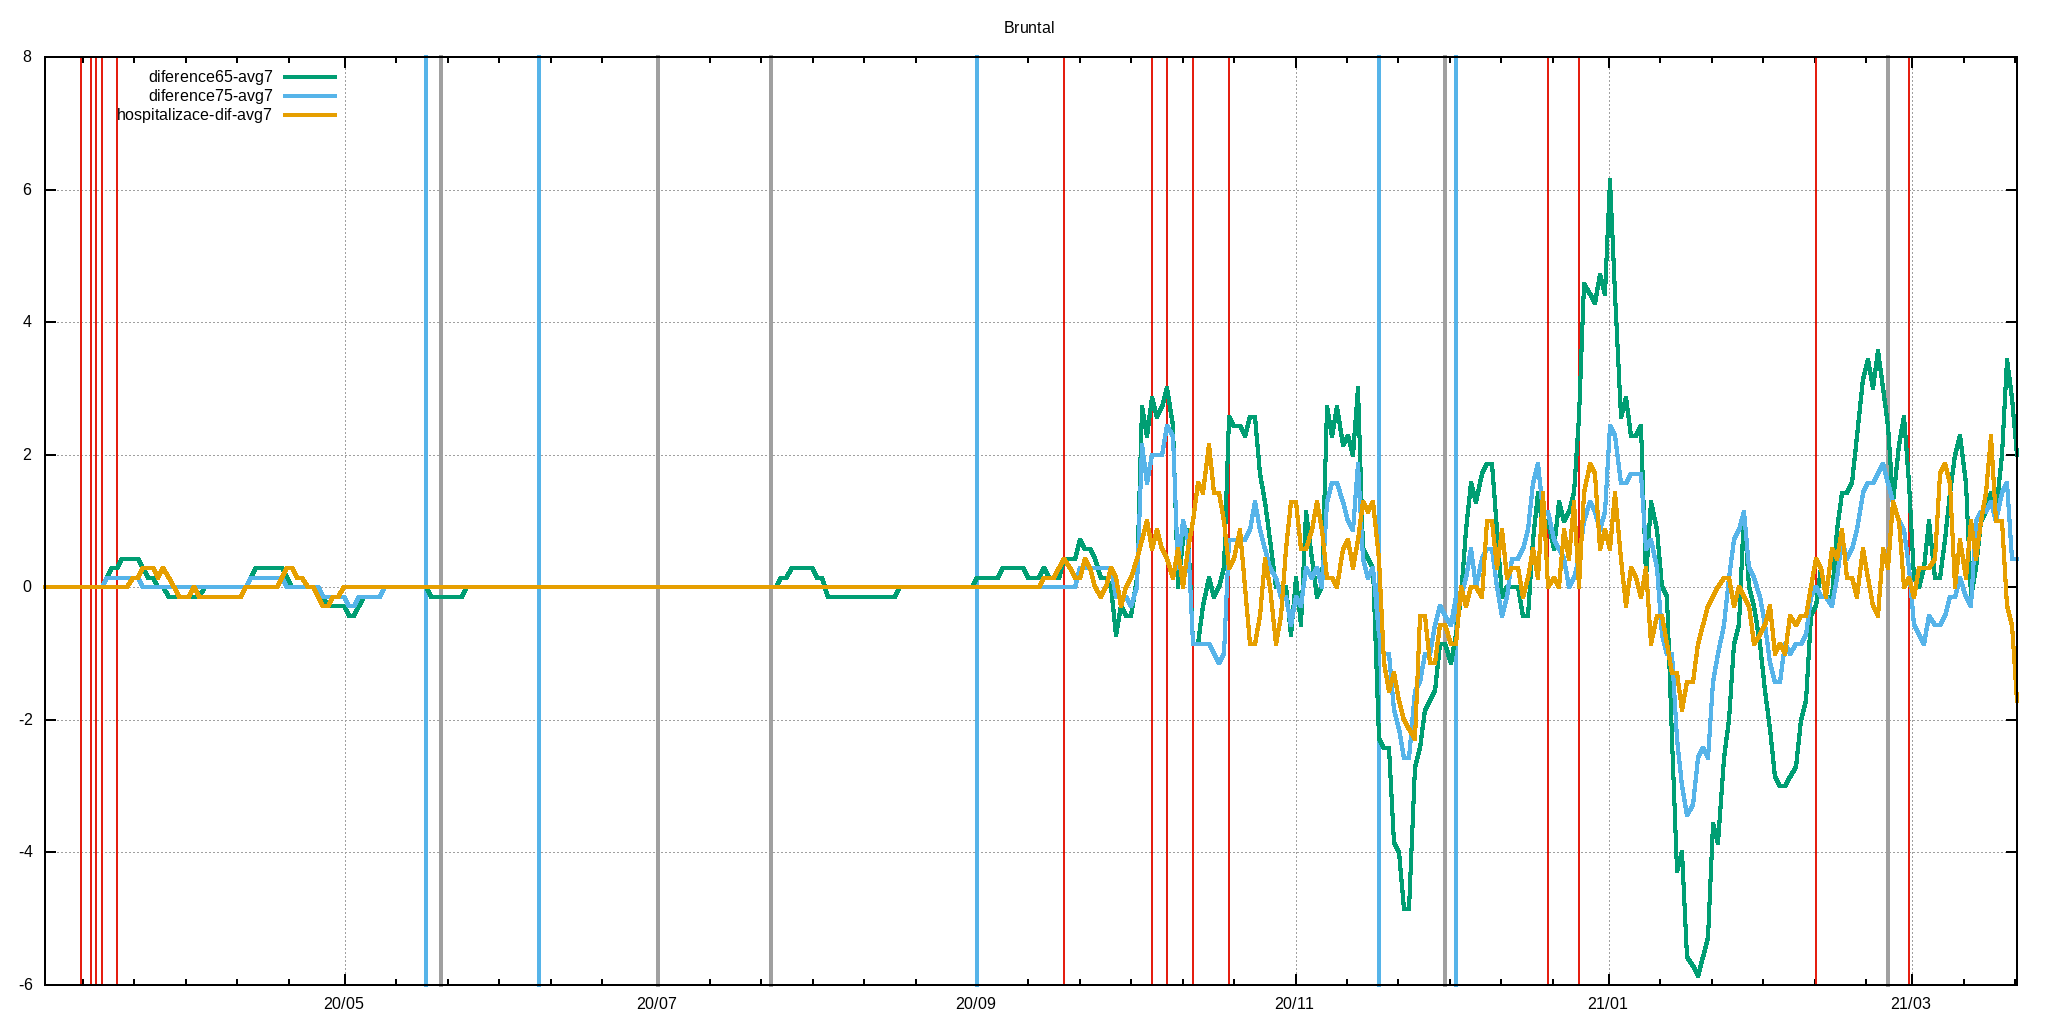 Bruntal
8
diference65-avg7
diference75-avg7
hospitalizace-dif-avg7
6
4
2
0
-2
-4
-6
20/05 20/07 20/09 20/11 21/01 21/03